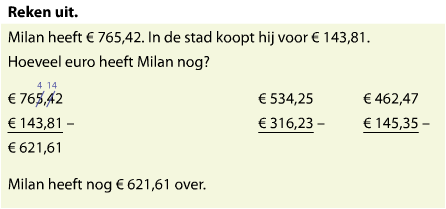 Reken uit.
Milan heeft € 765,42. In de stad koopt hij voor € 143,81.
Hoeveel euro heeft Milan nog?
4 14
€ 765,42 € 534,25 € 462,47
€ 143,81 – € 316,23 – € 145,35 –
€ 621,61
Milan heeft nog € 621,61 over.